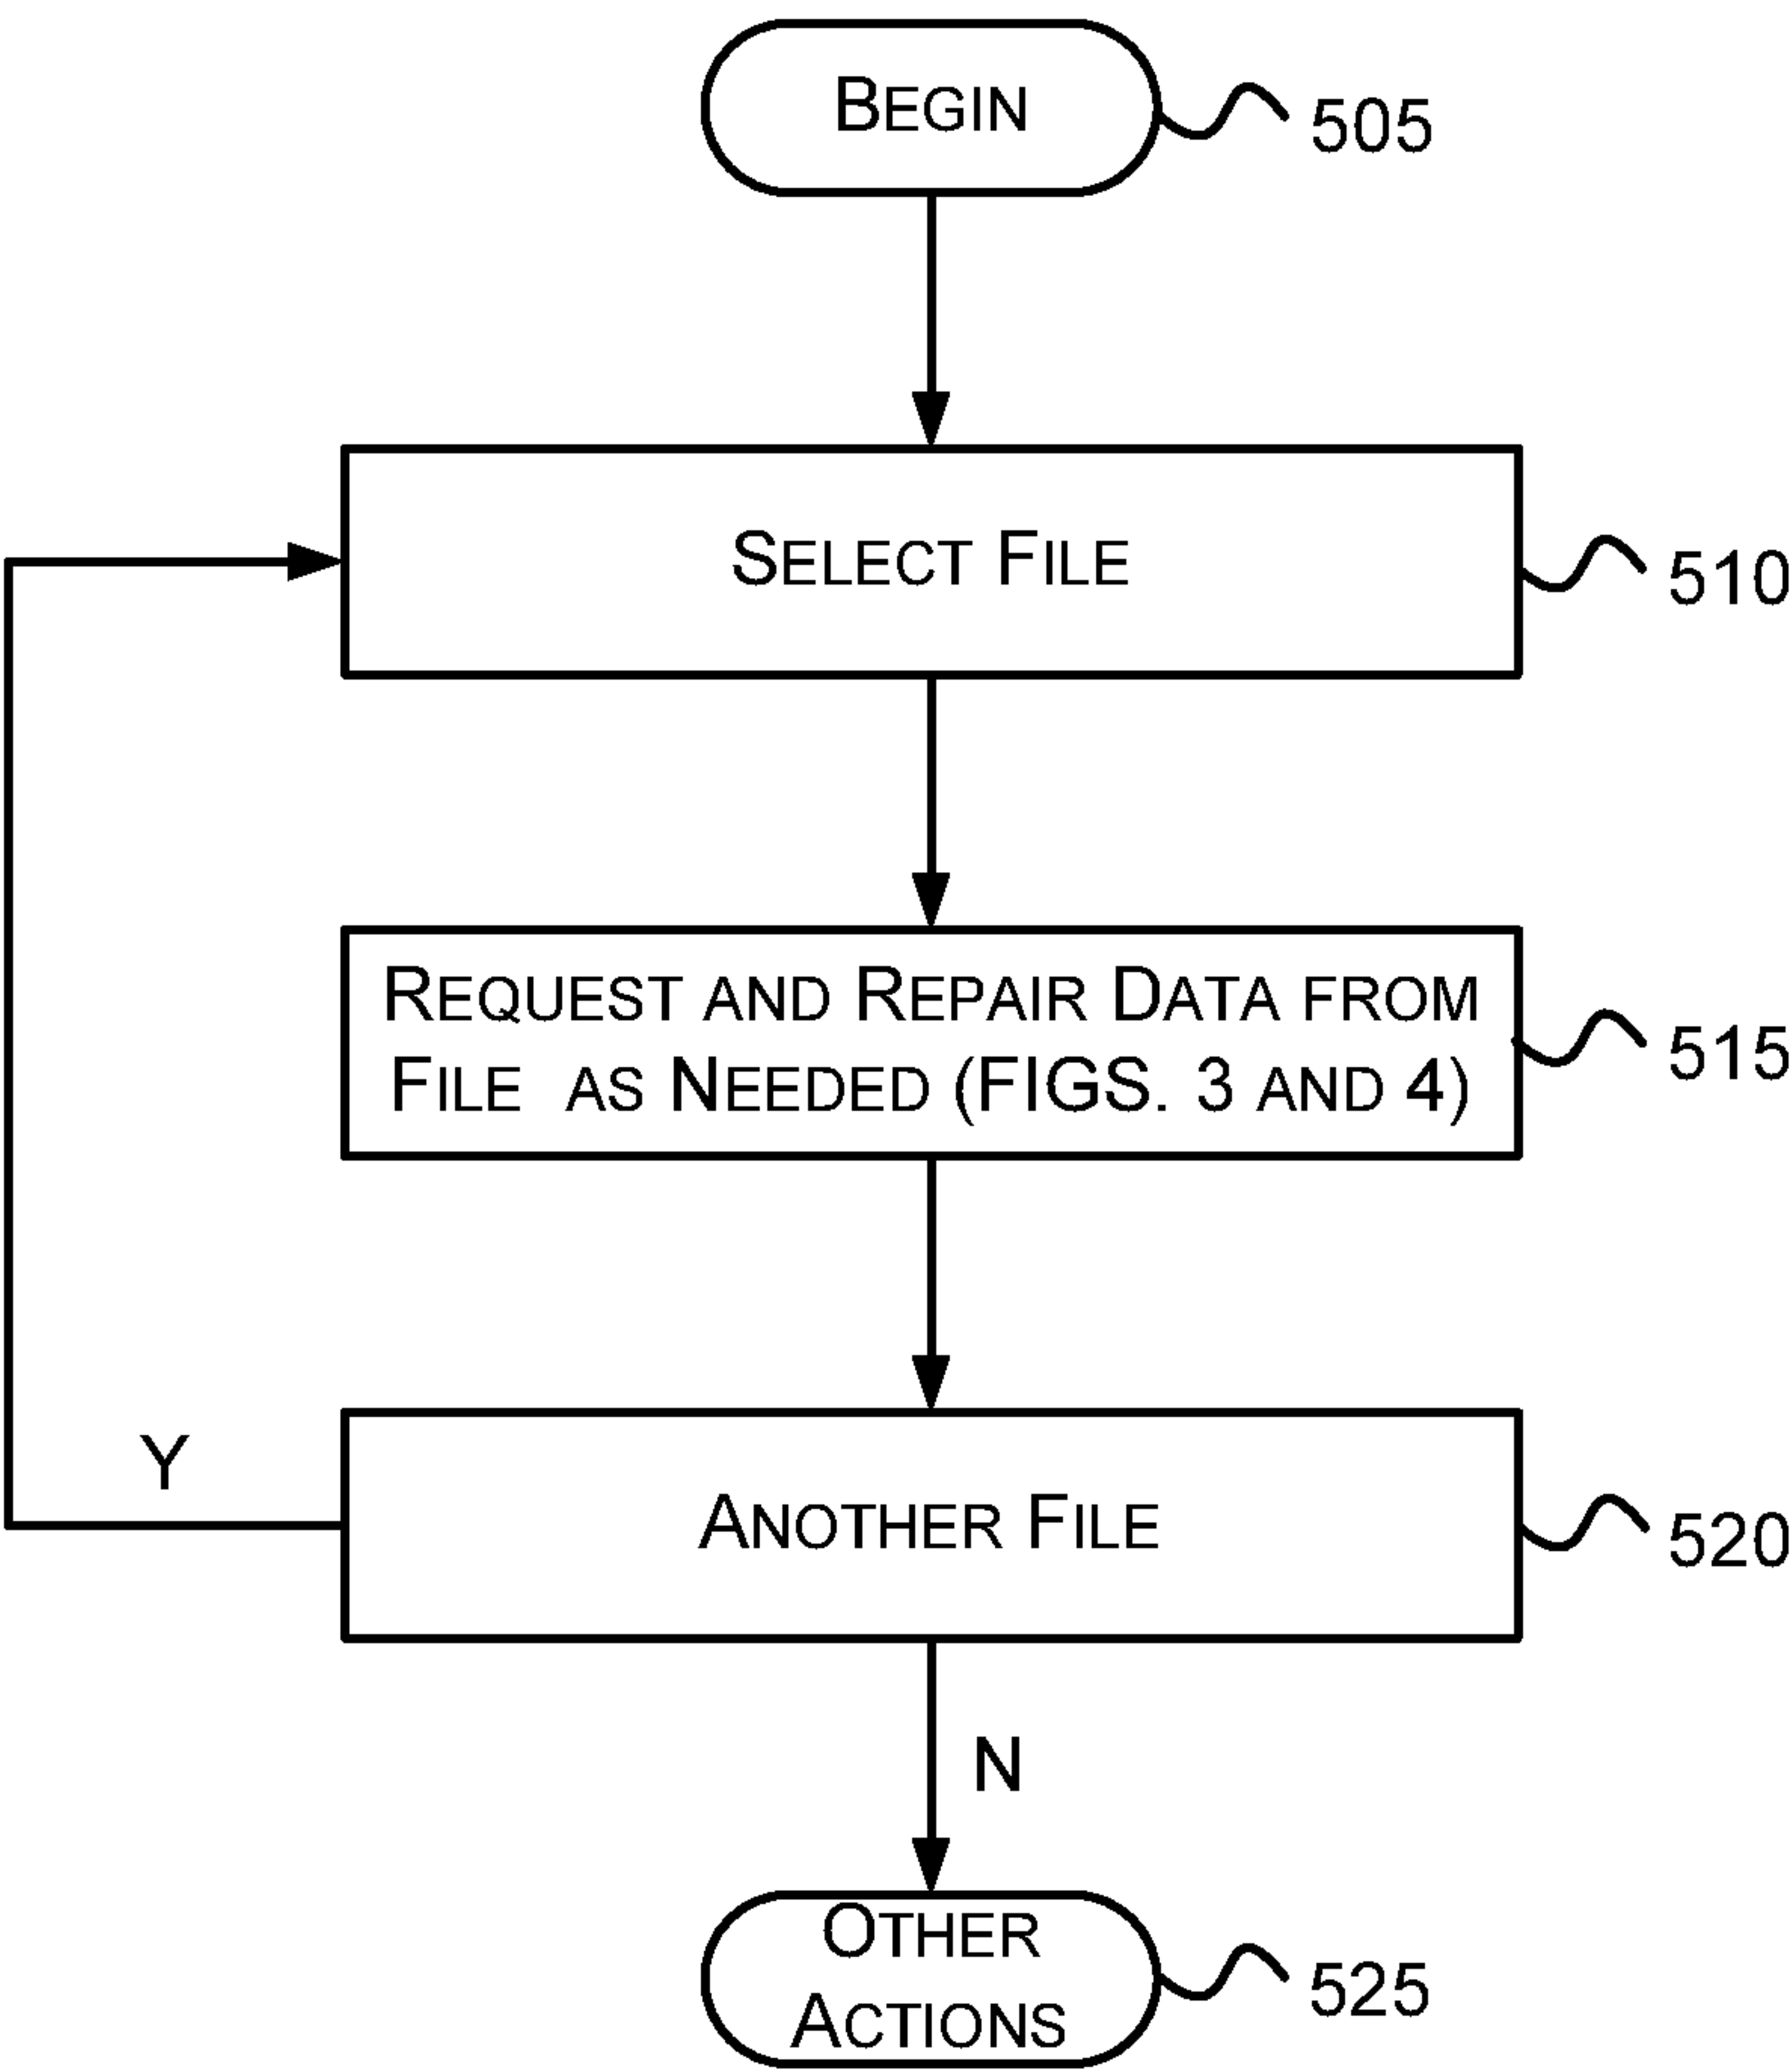 BEGIN
505
SELECT FILE
510
REQUEST AND REPAIR DATA FROM
FILE AS NEEDED (FIGS. 3 AND 4)
515
Y
ANOTHER FILE
520
N
OTHER
ACTIONS
525